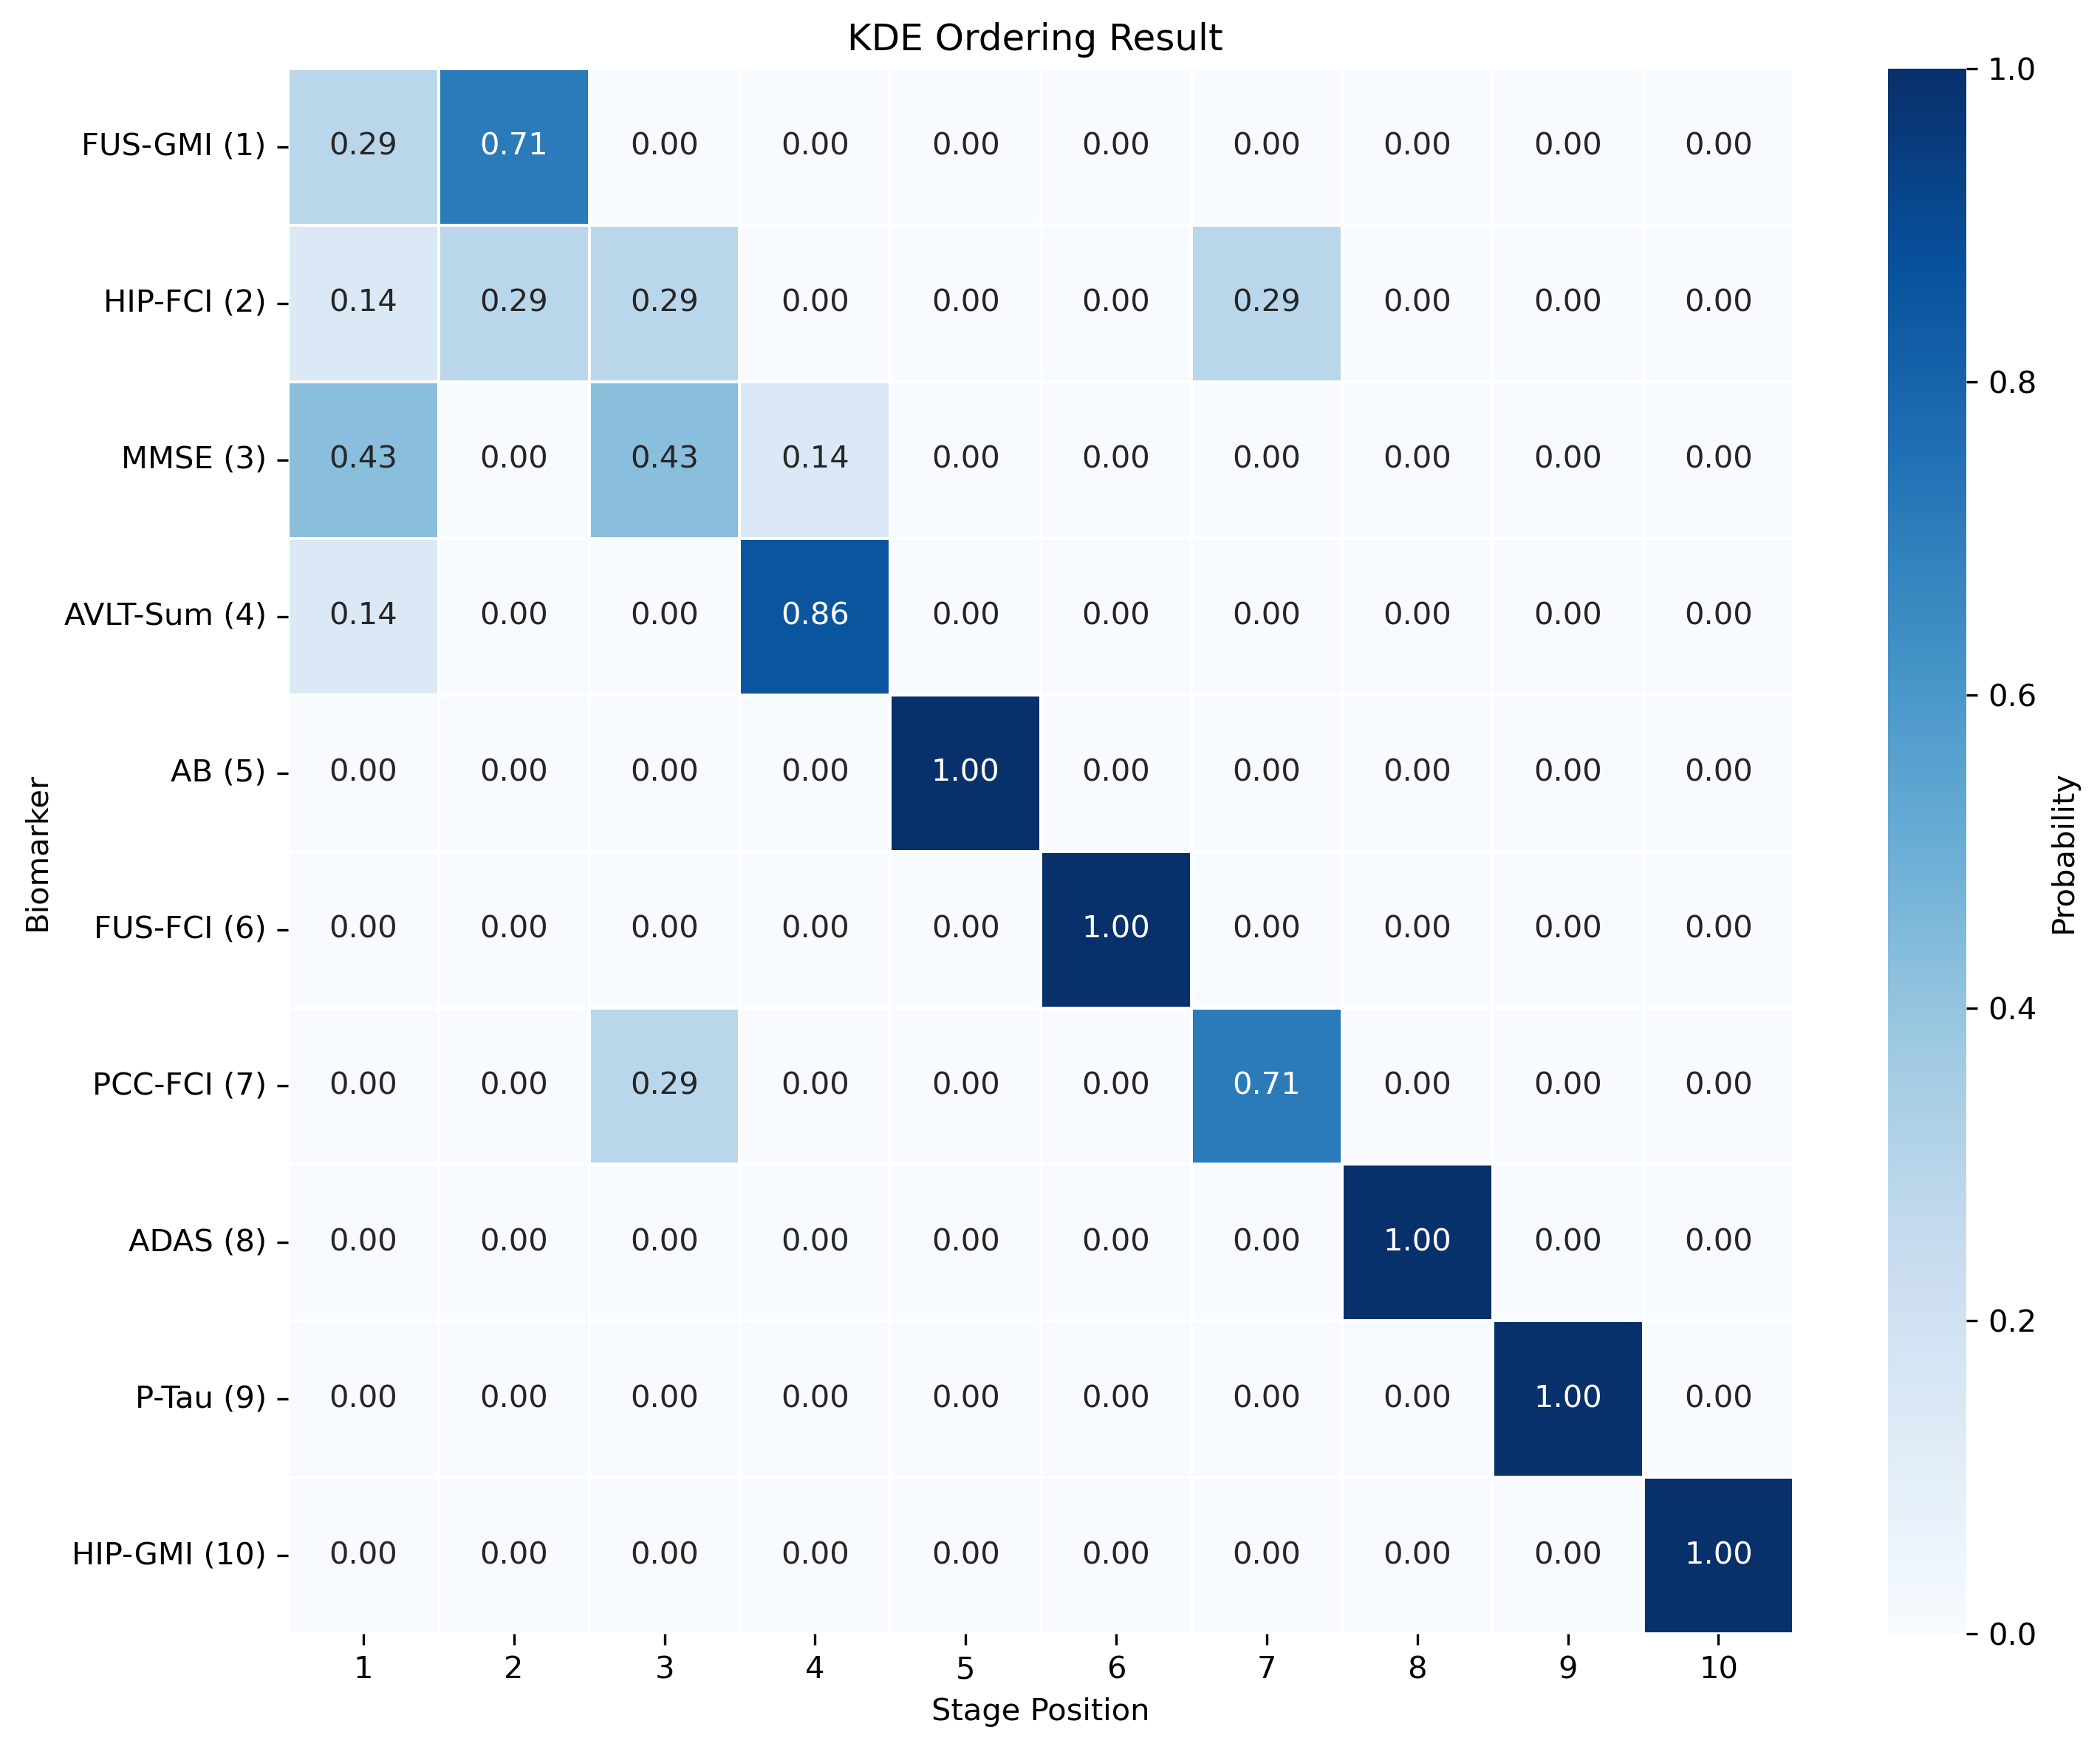 KDE Ordering Result
FUS-GMI (1) 0.29 0.71 0.00 0.00 0.00 0.00 0.00 0.00 0.00 0.00
HIP-FCI (2) 0.14 0.29 0.29 0.00 0.00 0.00 0.29 0.00 0.00 0.00
MMSE (3) 0.43 0.00 0.43 0.14 0.00 0.00 0.00 0.00 0.00 0.00
AVLT-Sum (4) 0.14 0.00 0.00 0.86 0.00 0.00 0.00 0.00 0.00 0.00
AB (5) 0.00 0.00 0.00 0.00 1.00 0.00 0.00 0.00 0.00 0.00
FUS-FCI (6) 0.00 0.00 0.00 0.00 0.00 1.00 0.00 0.00 0.00 0.00
PCC-FCI (7) 0.00 0.00 0.29 0.00 0.00 0.00 0.71 0.00 0.00 0.00
ADAS (8) 0.00 0.00 0.00 0.00 0.00 0.00 0.00 1.00 0.00 0.00
P-Tau (9) 0.00 0.00 0.00 0.00 0.00 0.00 0.00 0.00 1.00 0.00
HIP-GMI (10) 0.00 0.00 0.00 0.00 0.00 0.00 0.00 0.00 0.00 1.00
1 2 3 4 5 6 7 8 9 10
Stage Position
Biomarker
1.0
0.8
0.6
0.4
0.2
0.0
Probability